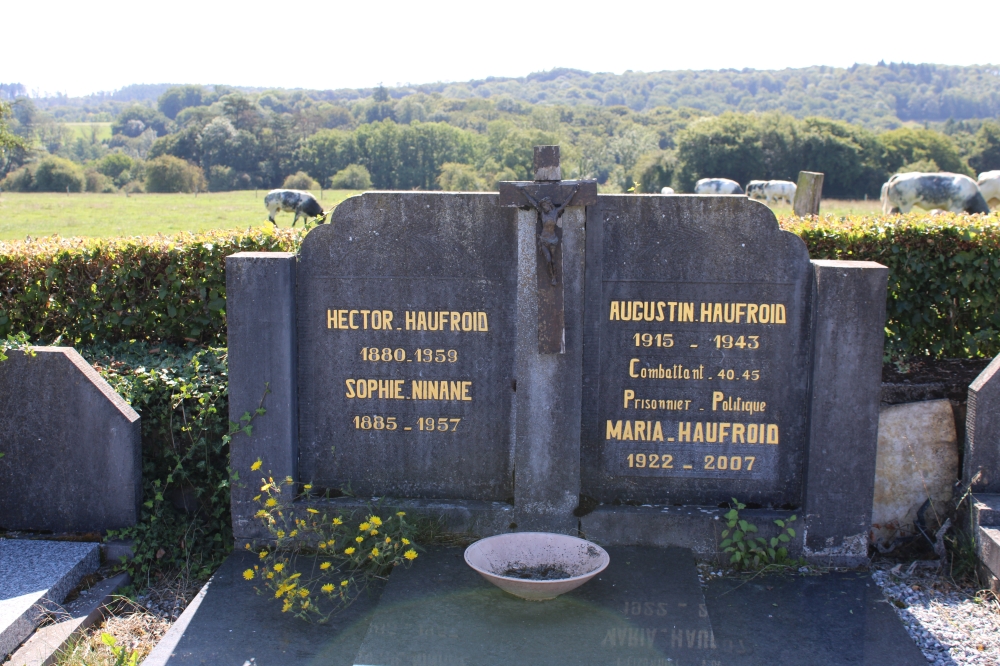 HECTOR - HAUFROID
1880 - 1959
SOPHIE - NINANE
1885 - 1957
AUGUSTIN - HAUFROID
1915 - 1943
Combattant - 40.45
Prisonnier - Politique
MARIA - HAUFROID
1922 - 2007